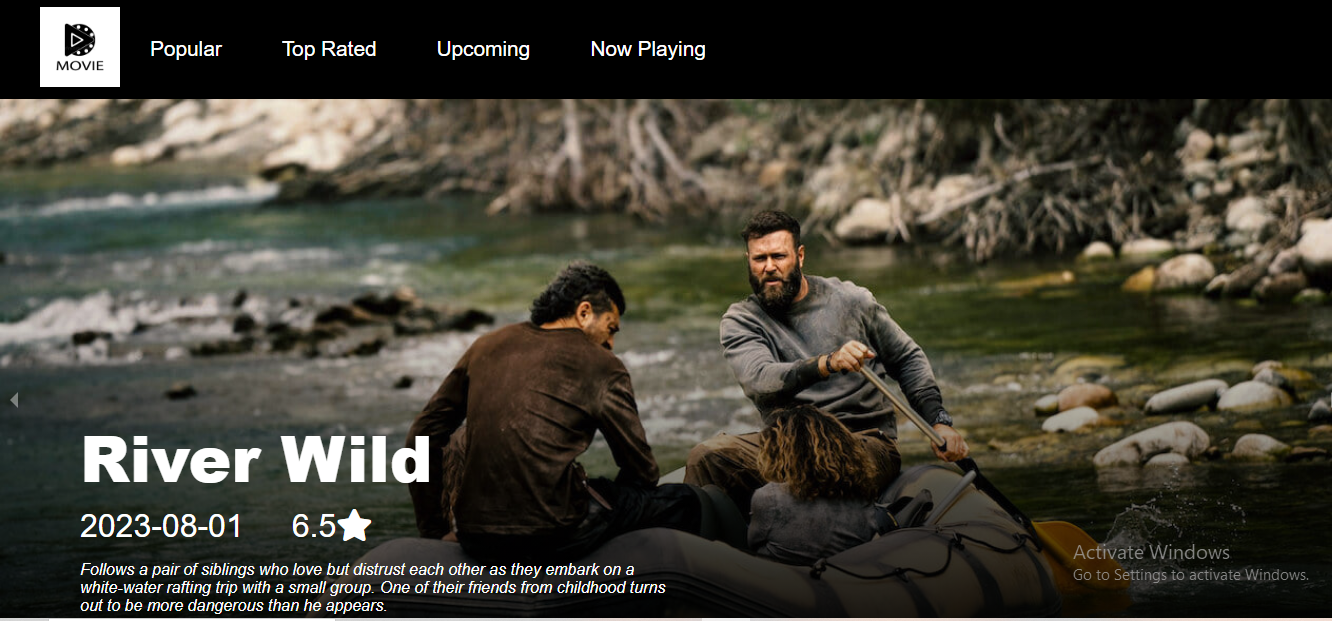 MOVIE
Popular
Top Rated
Upcoming
Now Playing
River Wild
2023-08-01 6.5
Follows a pair of siblings who love but distrust each other as they embark on a
white-water rafting trip with a small group. One of their friends from childhood turns
out to be more dangerous than he appears.
Activate Windows
Go to Settings to activate Windows.